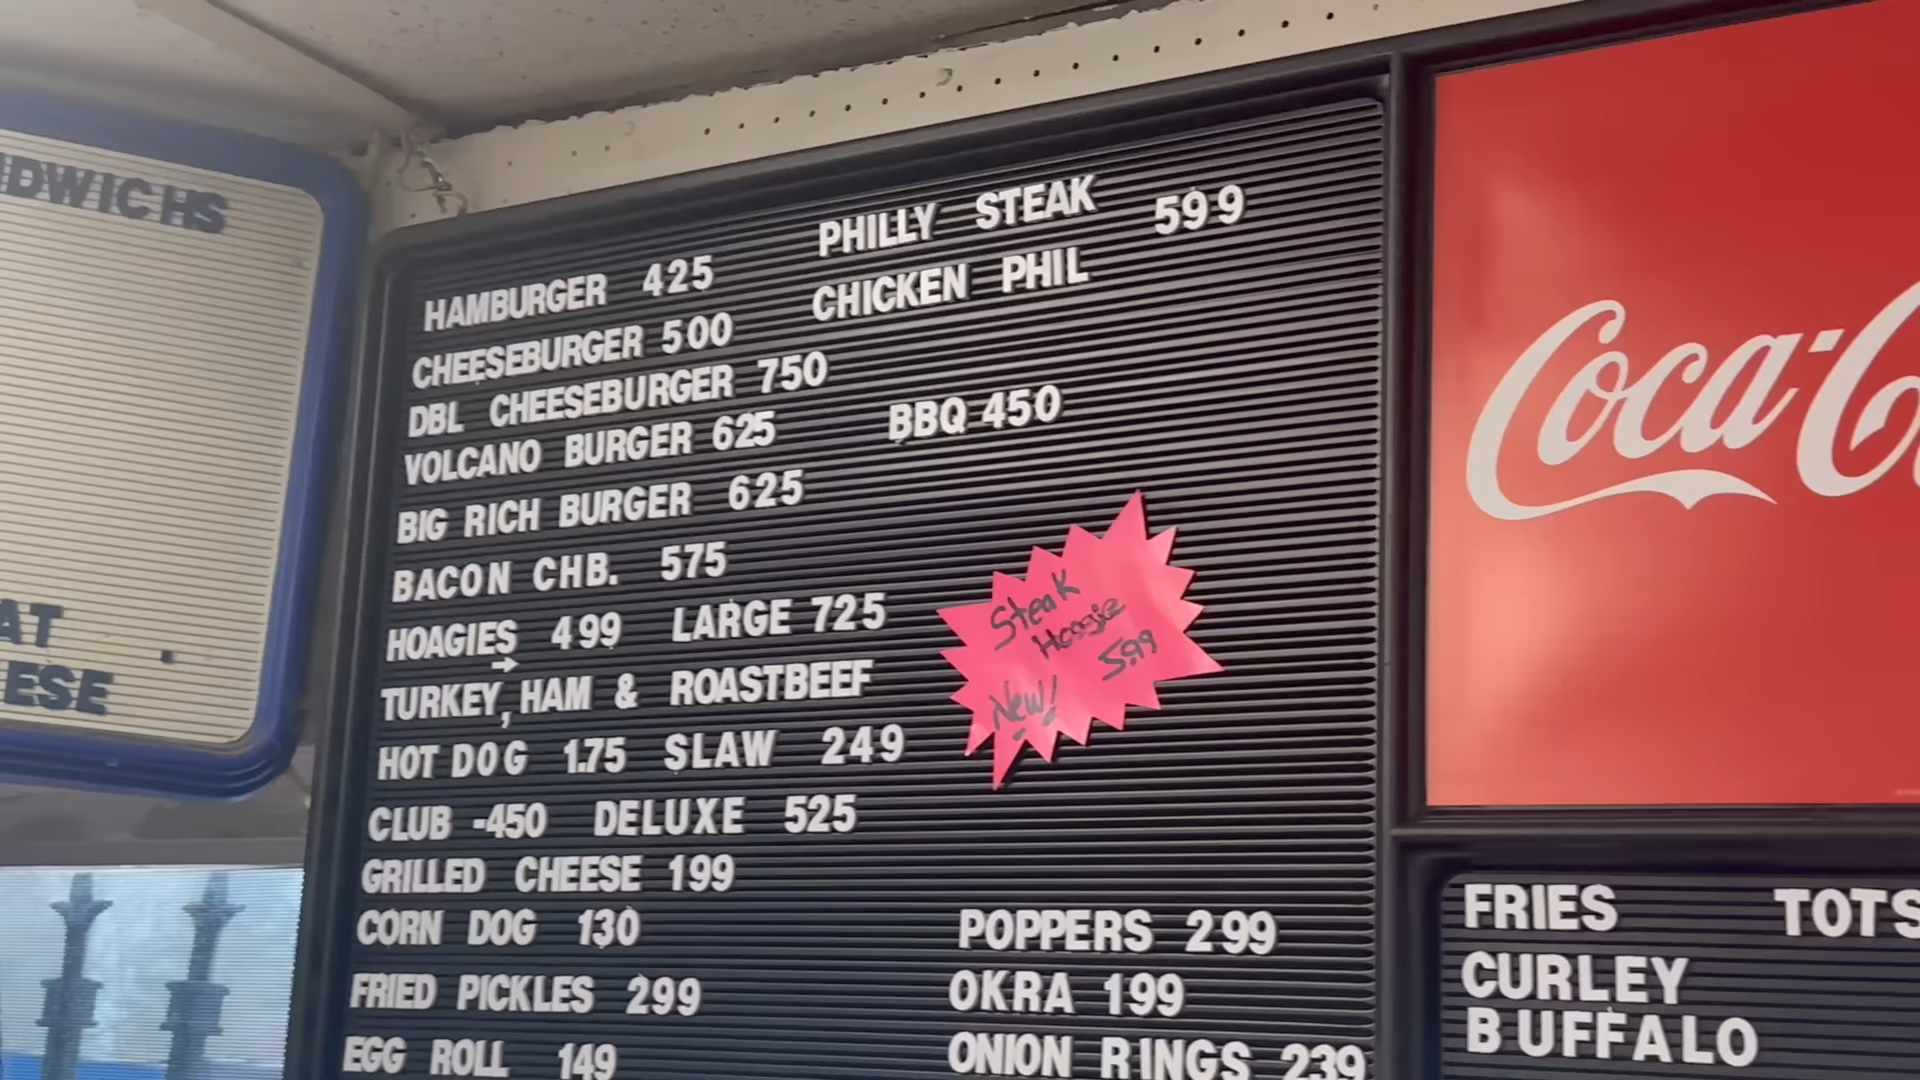 DWICHS
AT
ESE
HAMBURGER 425
CHEESEBURGER 500
DBL CHEESEBURGER 750
VOLCANO BURGER 625
BIG RICH BURGER 625
BACON CHB. 575
HOAGIES 499 LARGE 725
TURKEY, HAM & ROASTBEEF
HOT DOG 1.75 SLAW 249
CLUB -450 DELUXE 525
GRILLED CHEESE 199
CORN DOG 130
FRIED PICKLES 299
EGG ROLL 149
PHILLY STEAK 599
CHICKEN PHIL
BBQ 450
Steak
Hoagie
5.99
New!
POPPERS 299
OKRA 199
ONION RINGS 239
Coca-C
FRIES TOTS
CURLEY
BUFFALO